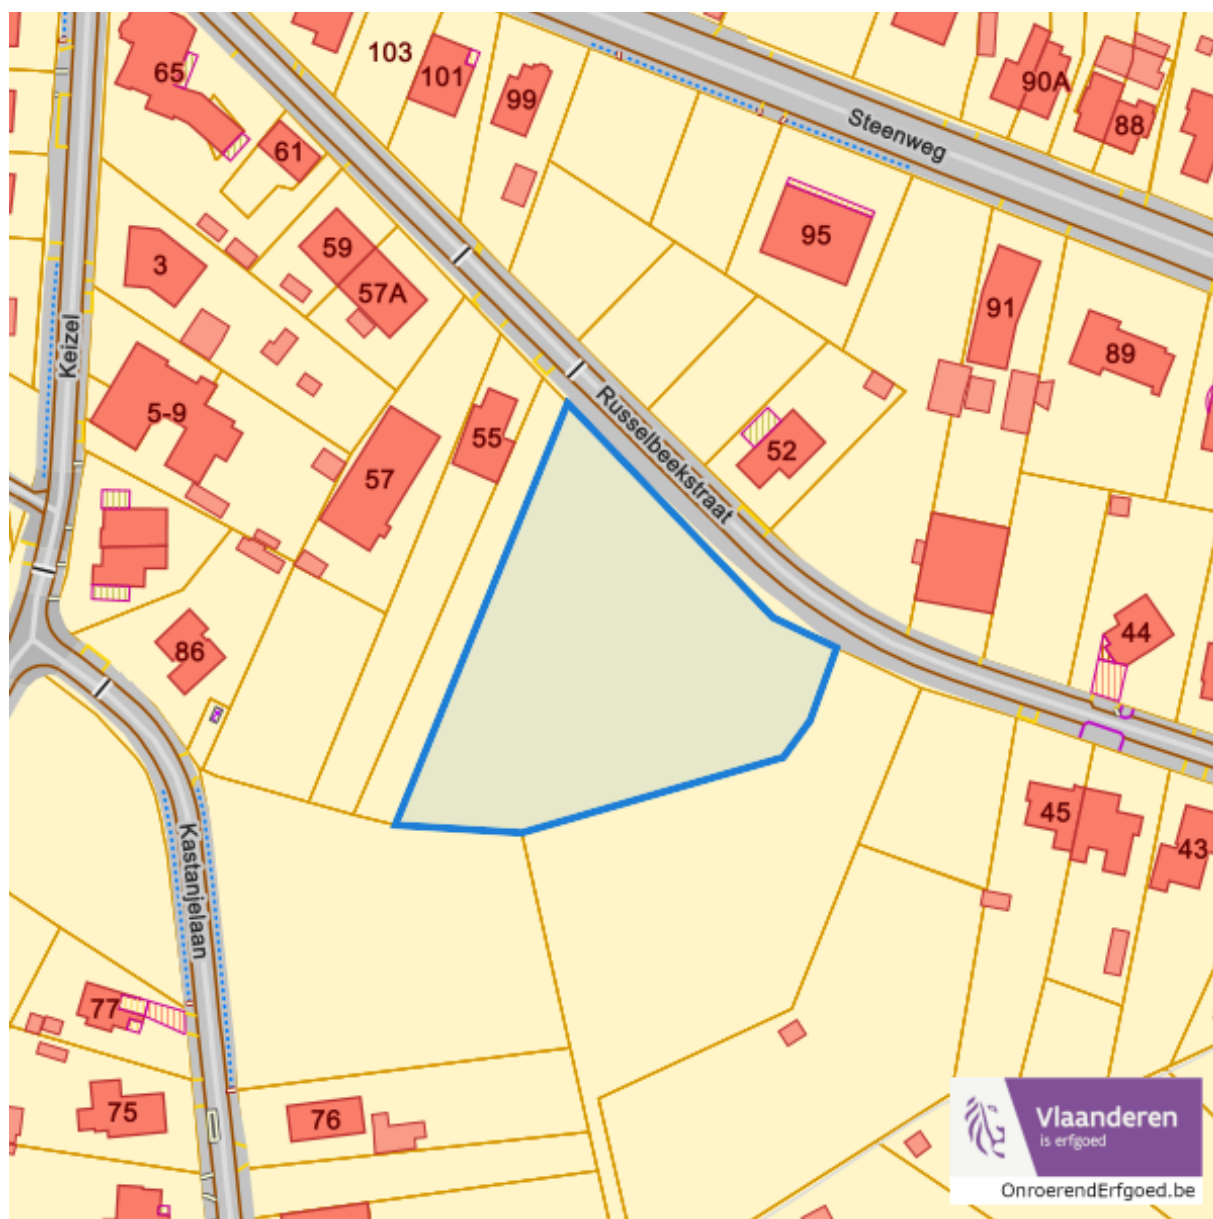 103
101
99
65
61
90A
88
Steenweg
59
57A
3
95
91
89
Keizel
5-9
55
57
Russelbeekstraat
52
86
44
45
43
Kastanjelaan
77
75
76
Vlaanderen
is erfgoed
OnroerendErfgoed.be